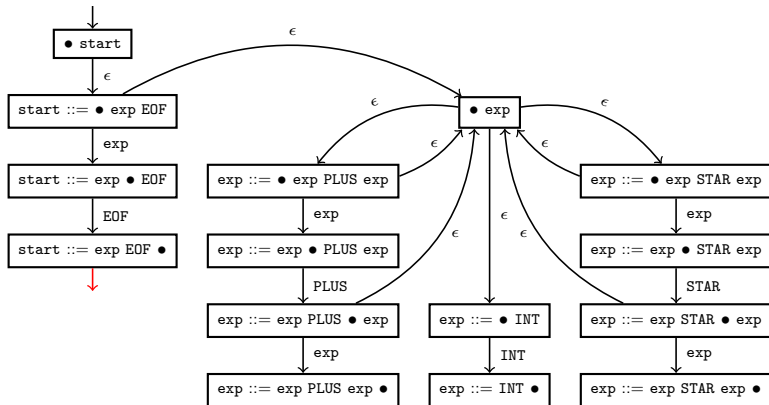 ● start
ϵ
start ::= ● exp EOF
exp
start ::= exp ● EOF
EOF
start ::= exp EOF ●
ϵ
● exp
ϵ
ϵ
exp ::= ● exp PLUS exp
ϵ
exp
exp ::= exp ● PLUS exp
PLUS
ϵ
exp ::= exp PLUS ● exp
exp
exp ::= exp PLUS exp ●
ϵ
exp ::= ● INT
INT
exp ::= INT ●
ϵ
exp ::= ● exp STAR exp
exp
exp ::= exp ● STAR exp
STAR
ϵ
exp ::= exp STAR ● exp
exp
exp ::= exp STAR exp ●